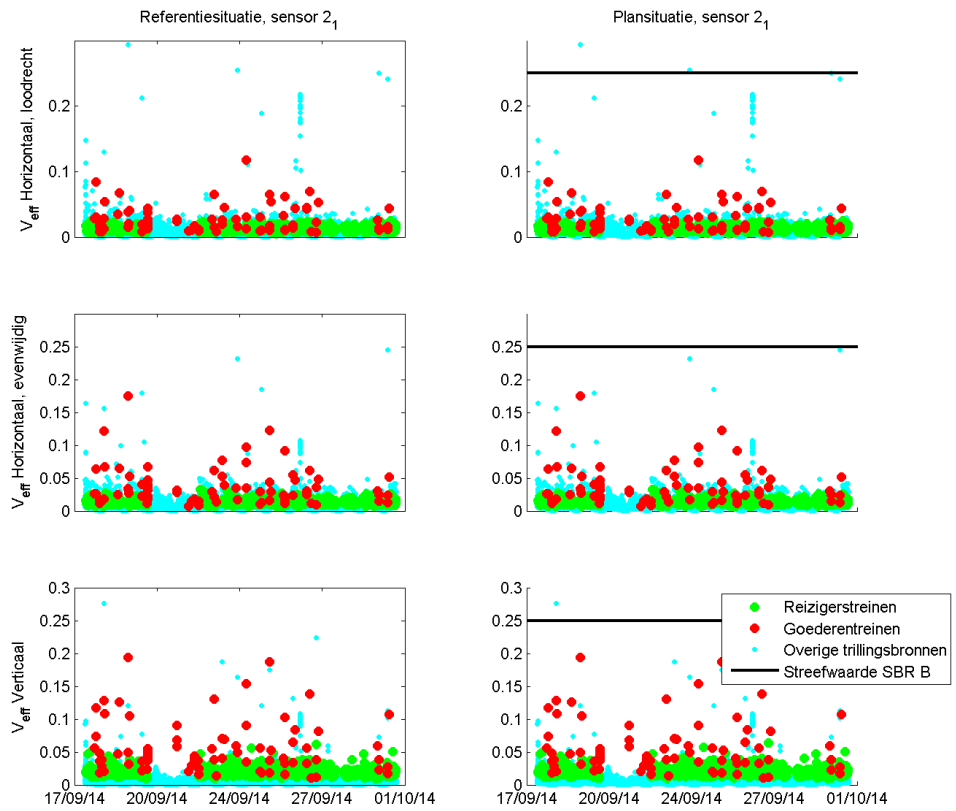 Referentiesituatie, sensor 2₁
Plansituatie, sensor 2₁
V_eff Horizontaal, loodrecht
0.2
0.1
0
0.2
0.1
0
V_eff Horizontaal, evenwijdig
0.25
0.2
0.15
0.1
0.05
0
0.25
0.2
0.15
0.1
0.05
0
V_eff Verticaal
0.3
0.25
0.2
0.15
0.1
0.05
0
0.3
0.25
0.2
0.15
0.1
0.05
0
Reizigerstreinen
Goederentreinen
Overige trillingsbronnen
Streefwaarde SBR B
17/09/14 20/09/14 24/09/14 27/09/14 01/10/14
17/09/14 20/09/14 24/09/14 27/09/14 01/10/14